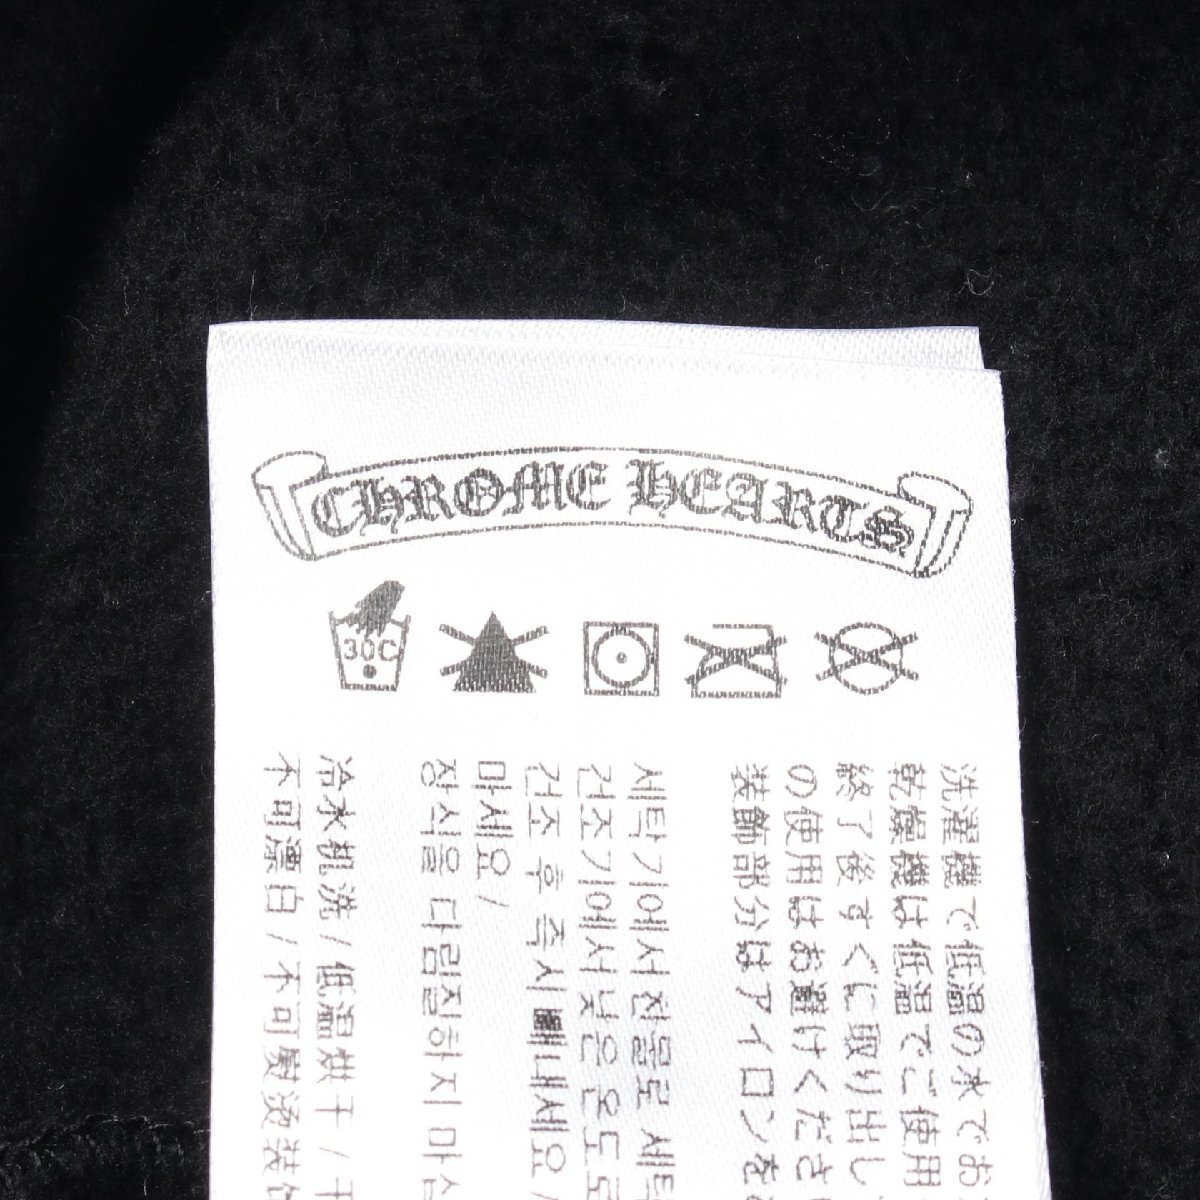 CHROME HEARTS
30C
洗濯機で低温の水でお
乾燥機は低温でご使用
終了後すぐに取り出し
の使用はお避けくださ
装飾部分はアイロンを
세탁기에서 찬물로 세탁
건조기에서 낮은 온도로
건조 후 즉시 빼내세요 /
마세요 /
장식을 다림질하지 마십
冷水机洗 / 低温烘干 / 干
不可漂白 / 不可熨烫装饰